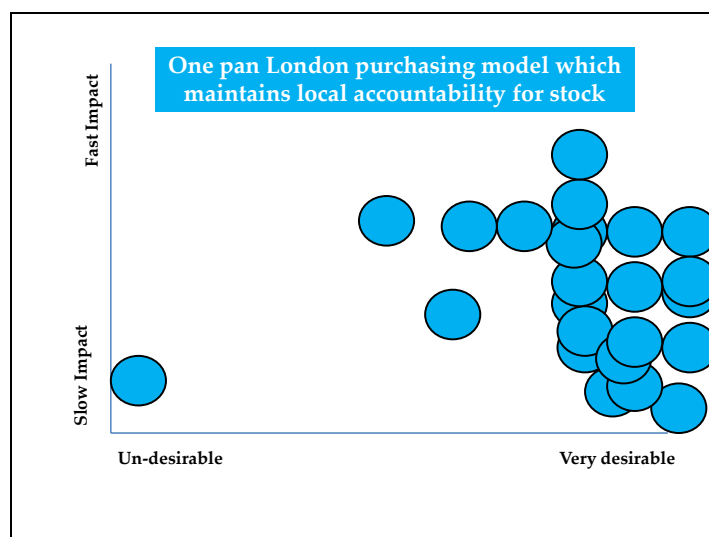 One pan London purchasing model which
maintains local accountability for stock
Fast Impact
Slow Impact
Un-desirable
Very desirable